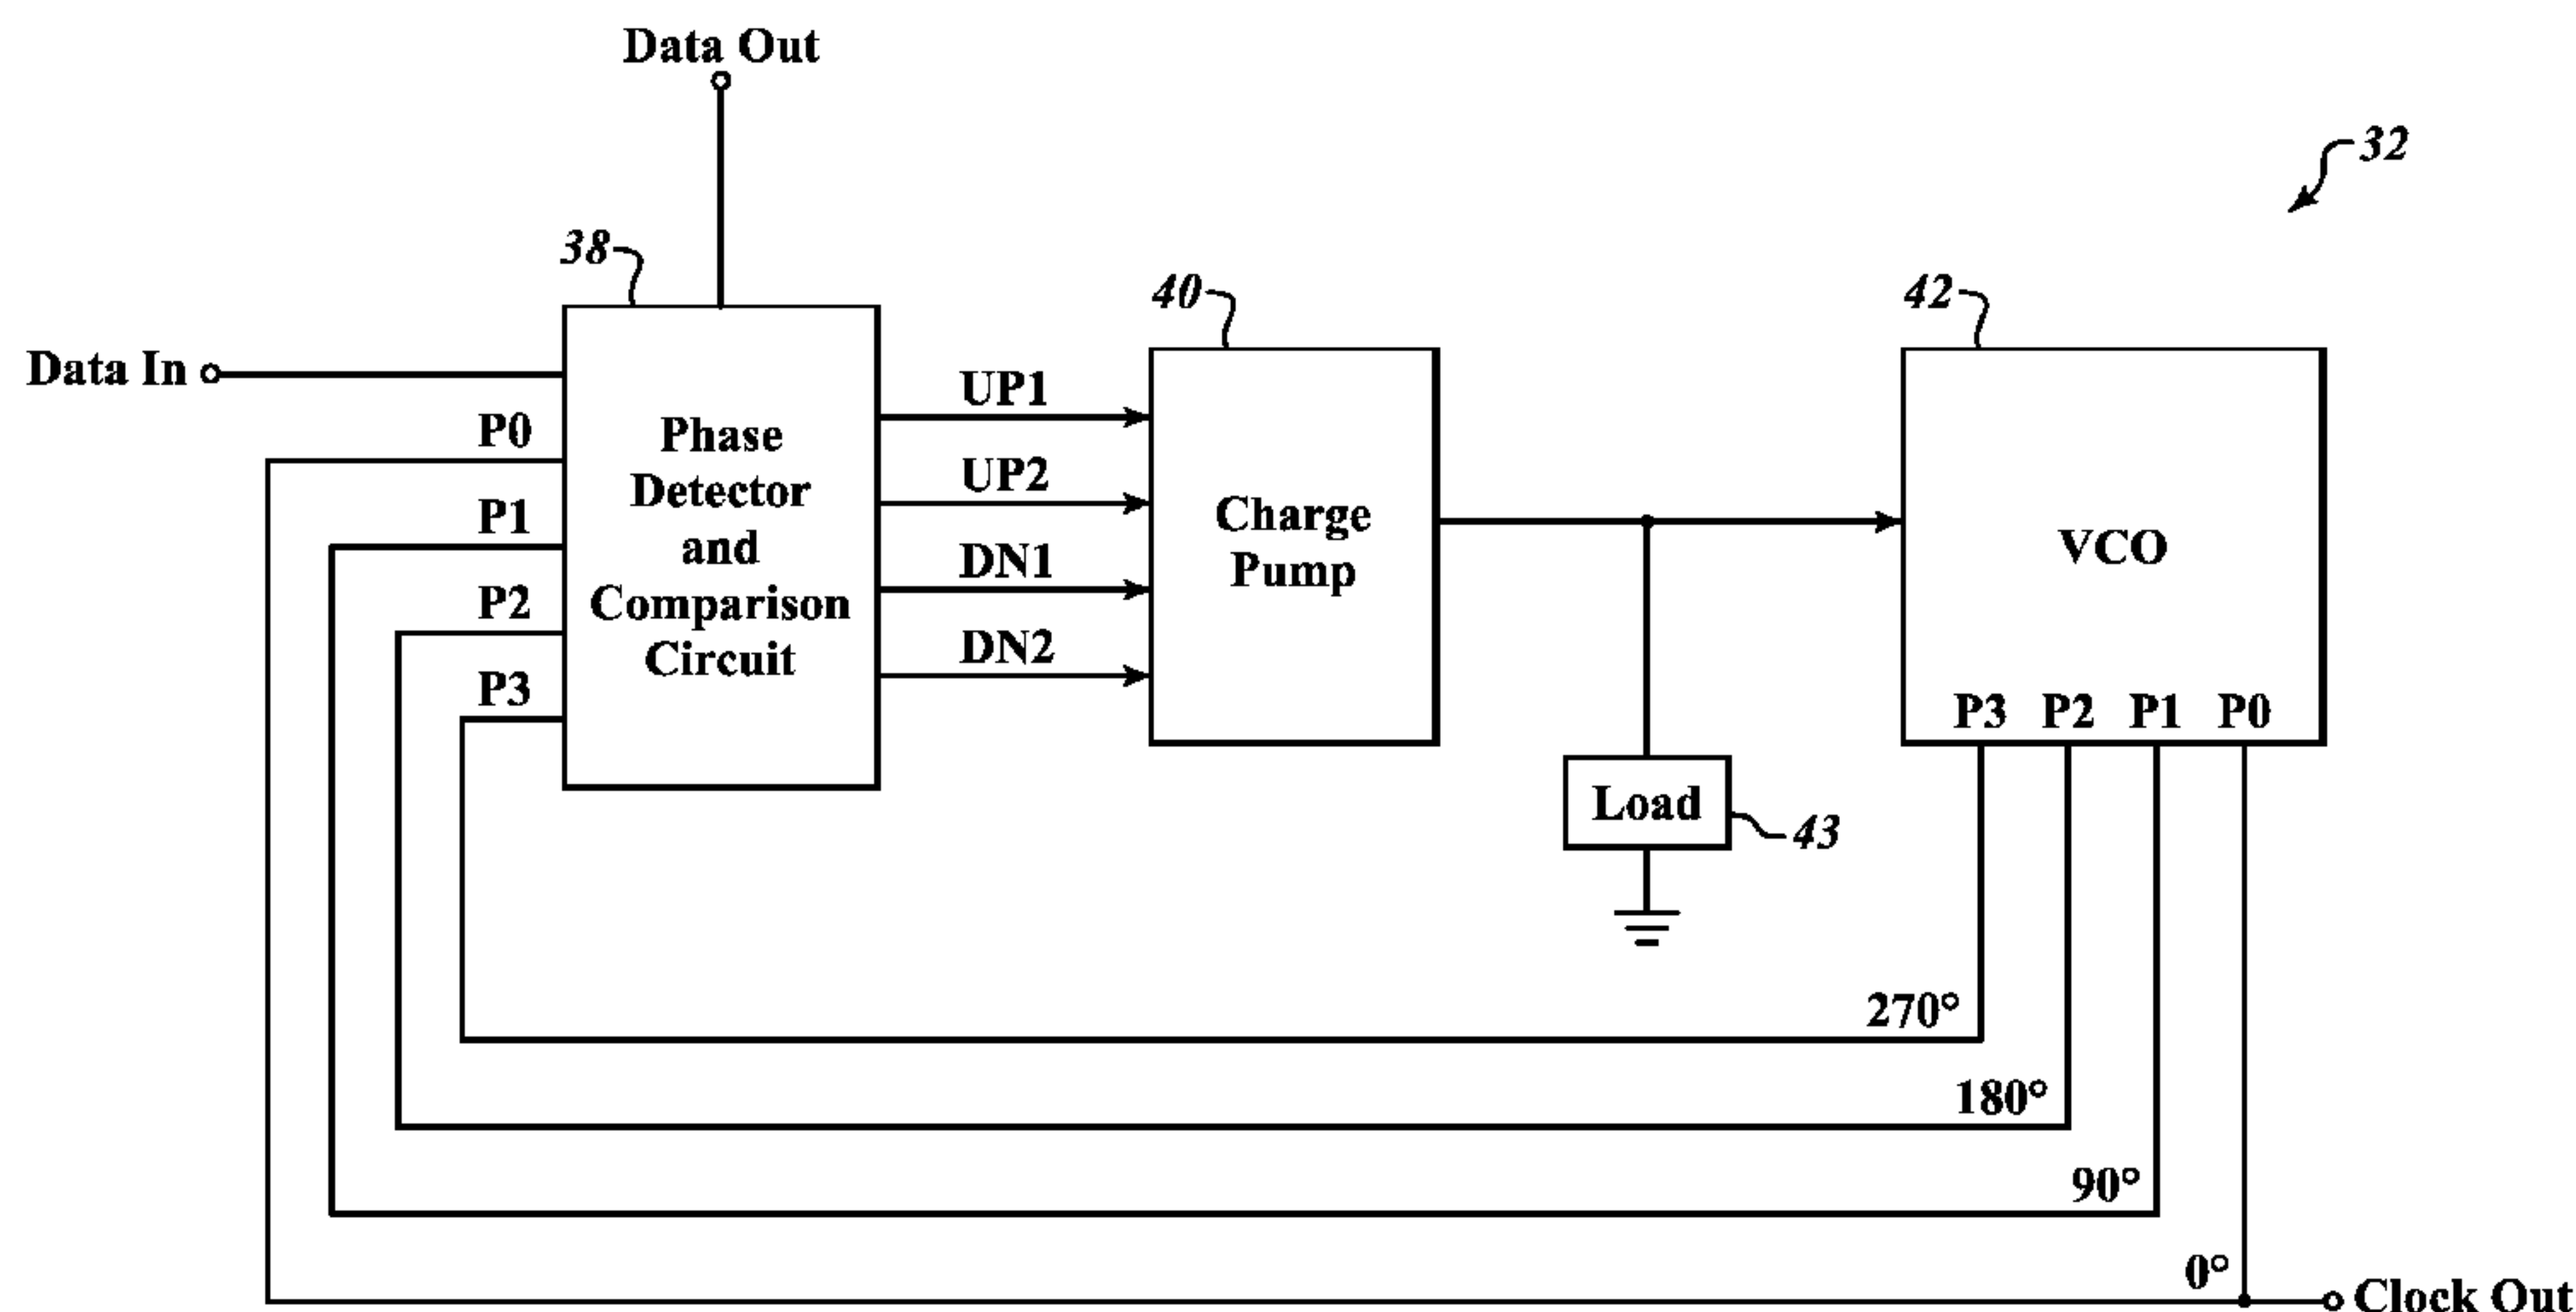 Data Out
32
38
40
42
Data In
P0
P1
P2
P3
Phase
Detector
and
Comparison
Circuit
UP1
UP2
DN1
DN2
Charge
Pump
VCO
P3 P2 P1 P0
Load
43
270°
180°
90°
0°
Clock Out